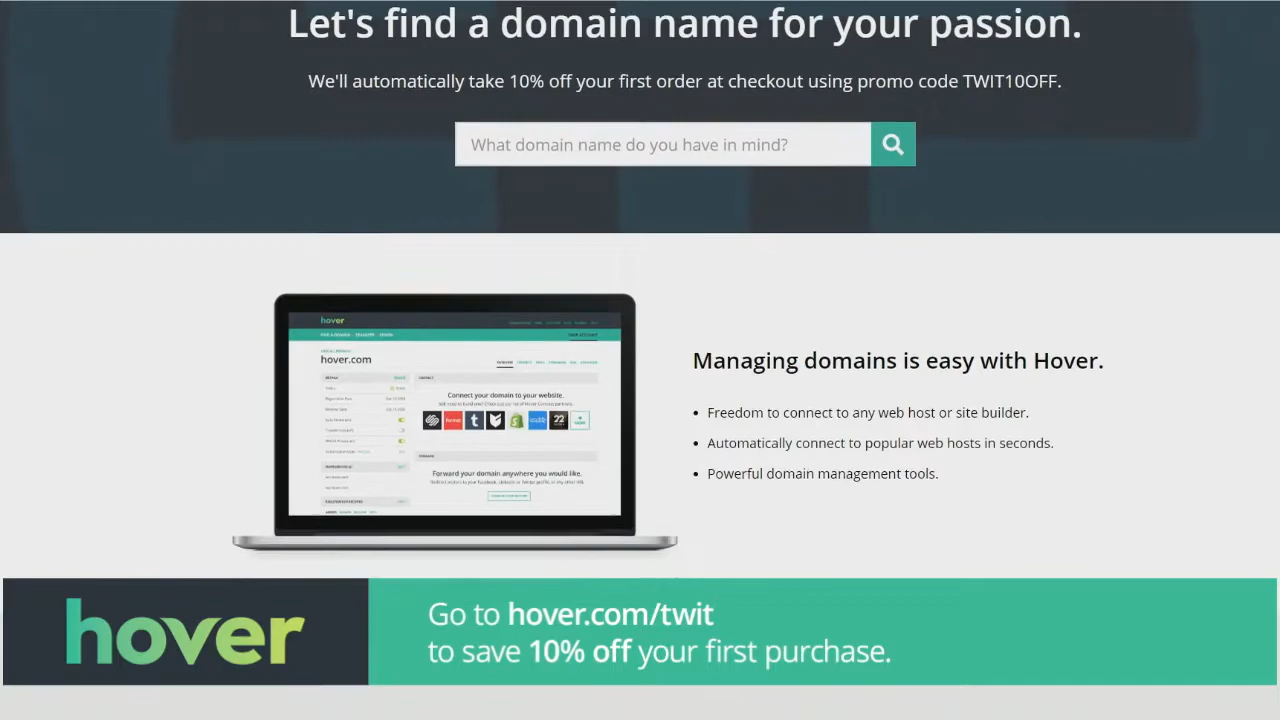 Let's find a domain name for your passion.
We'll automatically take 10% off your first order at checkout using promo code TWIT10OFF.
What domain name do you have in mind?
hover
hover.com
Connect your domain to your website.
Forward your domain anywhere you would like.
Managing domains is easy with Hover.
• Freedom to connect to any web host or site builder.
• Automatically connect to popular web hosts in seconds.
• Powerful domain management tools.
hover
Go to hover.com/twit
to save 10% off your first purchase.